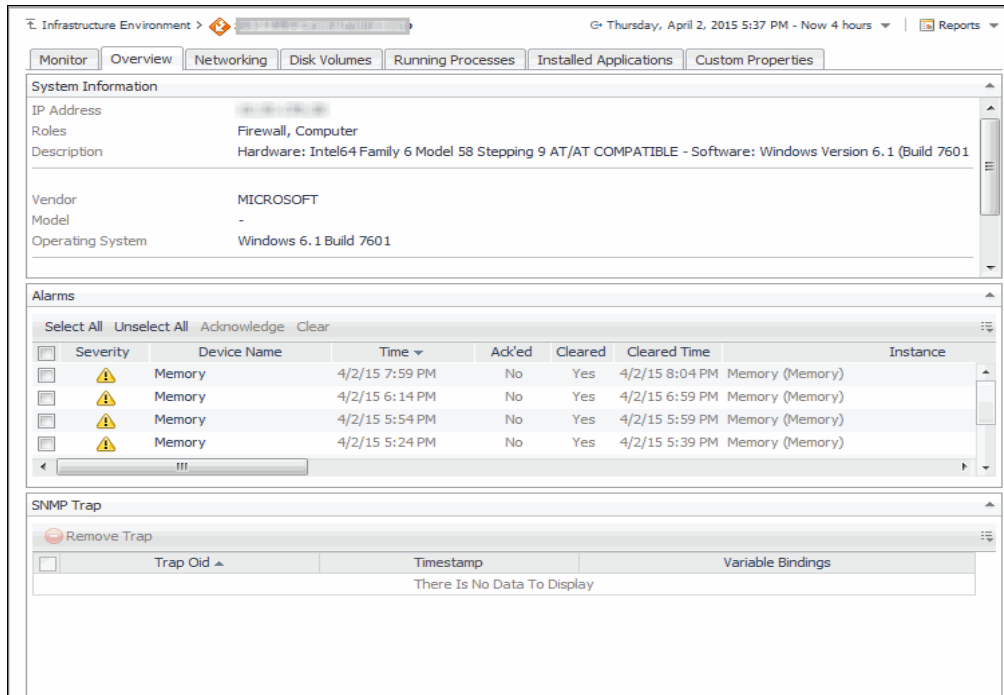 Infrastructure Environment >
Thursday, April 2, 2015 5:37 PM - Now 4 hours
Reports
Monitor Overview Networking Disk Volumes Running Processes Installed Applications Custom Properties
System Information
IP Address
Roles Firewall, Computer
Description Hardware: Intel64 Family 6 Model 58 Stepping 9 AT/AT COMPATIBLE - Software: Windows Version 6.1 (Build 7601
Vendor MICROSOFT
Model -
Operating System Windows 6.1 Build 7601
Alarms
Select All Unselect All Acknowledge Clear
Severity Device Name Time Ack'ed Cleared Cleared Time Instance
Memory 4/2/15 7:59 PM No Yes 4/2/15 8:04 PM Memory (Memory)
Memory 4/2/15 6:14 PM No Yes 4/2/15 6:59 PM Memory (Memory)
Memory 4/2/15 5:54 PM No Yes 4/2/15 5:59 PM Memory (Memory)
Memory 4/2/15 5:24 PM No Yes 4/2/15 5:39 PM Memory (Memory)
SNMP Trap
Remove Trap
Trap Oid Timestamp Variable Bindings
There Is No Data To Display